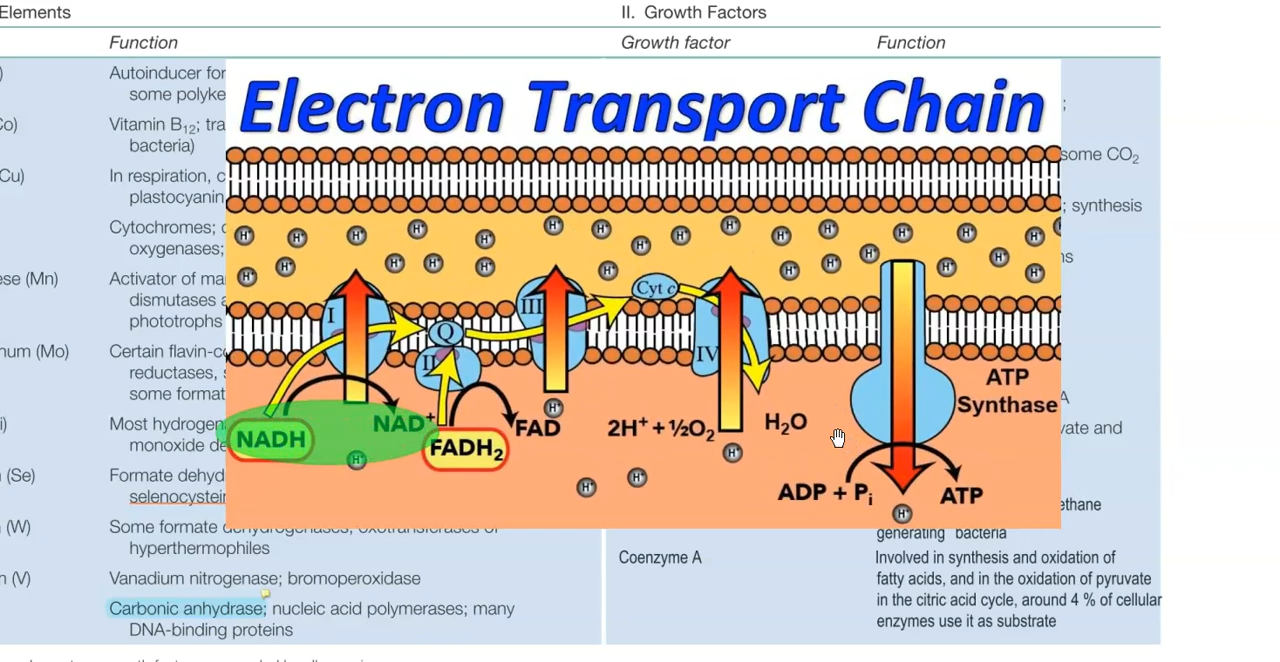 Elements
II. Growth Factors
Function
Growth factor
Function
)
Autoinducer for
some polyke
;
Co)
Vitamin B12; tra
bacteria)
some CO2
Cu)
In respiration, c
plastocyanin
; synthesis
Cytochromes; c
oxygenases;
ns
ese (Mn)
Activator of ma
dismutases a
phototrophs
num (Mo)
Certain flavin-c
reductases, s
some format
A
i)
Most hydrogen
monoxide de
vate and
n (Se)
Formate dehyd
selenocystein
ethane
n (W)
Some formate dehydrogenases; oxotransferases of
hyperthermophiles
generating bacteria
Coenzyme A
Involved in synthesis and oxidation of
fatty acids, and in the oxidation of pyruvate
in the citric acid cycle, around 4 % of cellular
enzymes use it as substrate
m (V)
Vanadium nitrogenase; bromoperoxidase
Carbonic anhydrase; nucleic acid polymerases; many
DNA-binding proteins
Electron Transport Chain
H+ H+ H+ H+ H+ H+ H+ H+ H+ H+ H+ H+ H+ H+ H+
H+ H+ H+ H+ H+ H+ H+ H+ H+ H+ H+ H+
I
Q
II
III
Cyt c
IV
NADH
NAD+
FADH2
FAD
H+
H+
H+
H+
H+
2H+ + ½O2
H2O
ATP
Synthase
ADP + Pi
ATP
H+